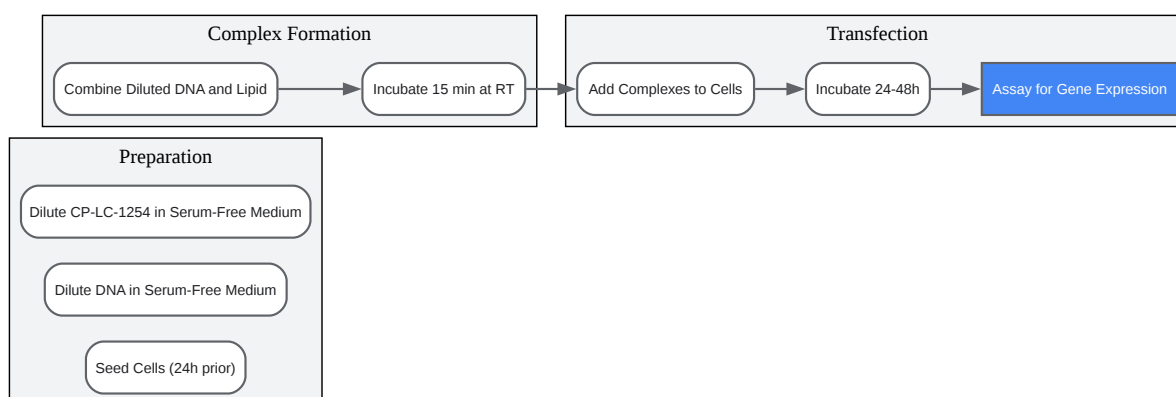 Complex Formation
Combine Diluted DNA and Lipid
Incubate 15 min at RT
Transfection
Add Complexes to Cells
Incubate 24-48h
Assay for Gene Expression
Preparation
Dilute CP-LC-1254 in Serum-Free Medium
Dilute DNA in Serum-Free Medium
Seed Cells (24h prior)